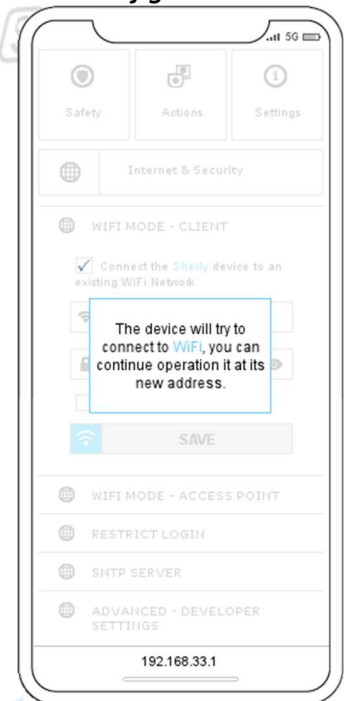 5G
Safety Actions Settings
Internet & Security
WIFI MODE - CLIENT
Connect the Shelly device to an
existing WiFi Network
The device will try to
connect to WiFi, you can
continue operation it at its
new address.
SAVE
WIFI MODE - ACCESS POINT
RESTRICT LOGIN
SNTP SERVER
ADVANCED - DEVELOPER
SETTINGS
192.168.33.1